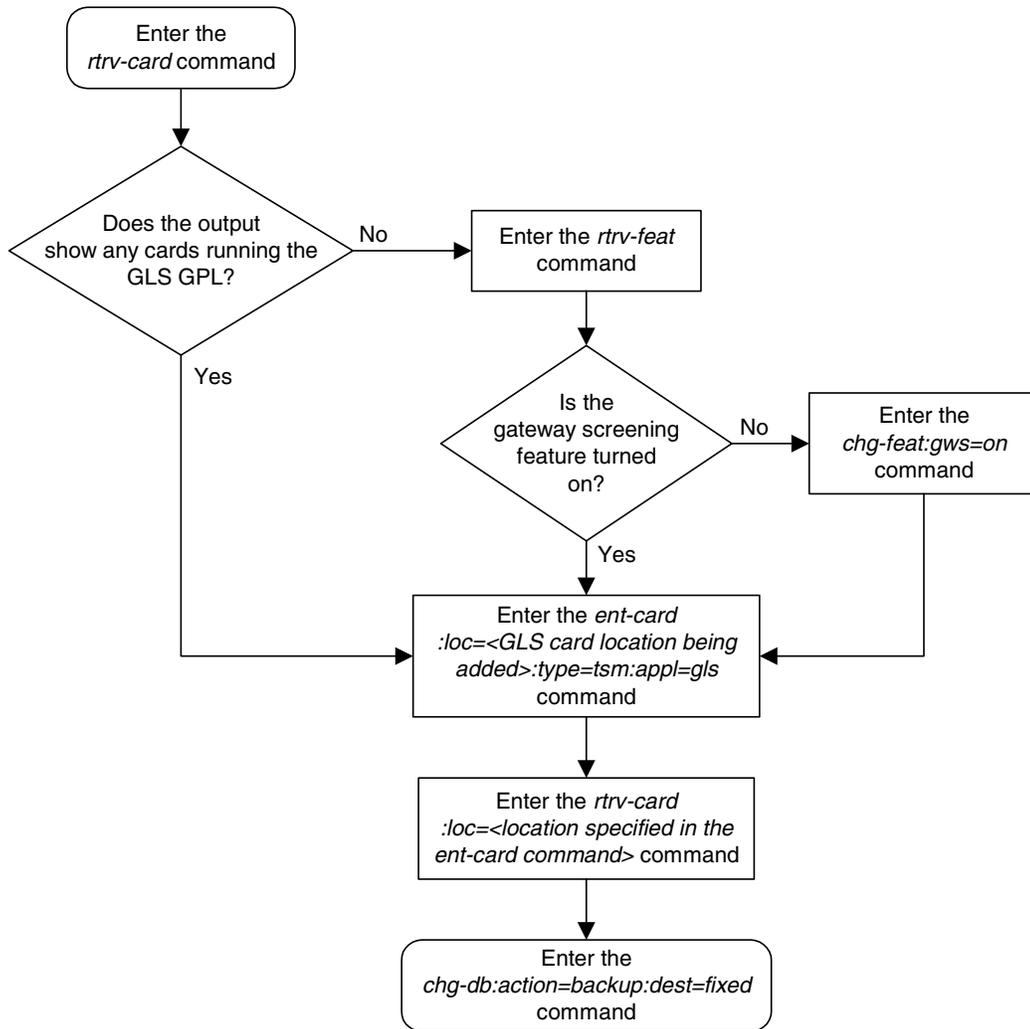 Enter the
rtrv-card command
Does the output
show any cards running the
GLS GPL?
No
Enter the rtrv-feat
command
Yes
Is the
gateway screening
feature turned
on?
No
Enter the
chg-feat:gws=on
command
Yes
Enter the ent-card
:loc=<GLS card location being
added>:type=tsm:appl=gls
command
Enter the rtrv-card
:loc=<location specified in the
ent-card command> command
Enter the
chg-db:action=backup:dest=fixed
command